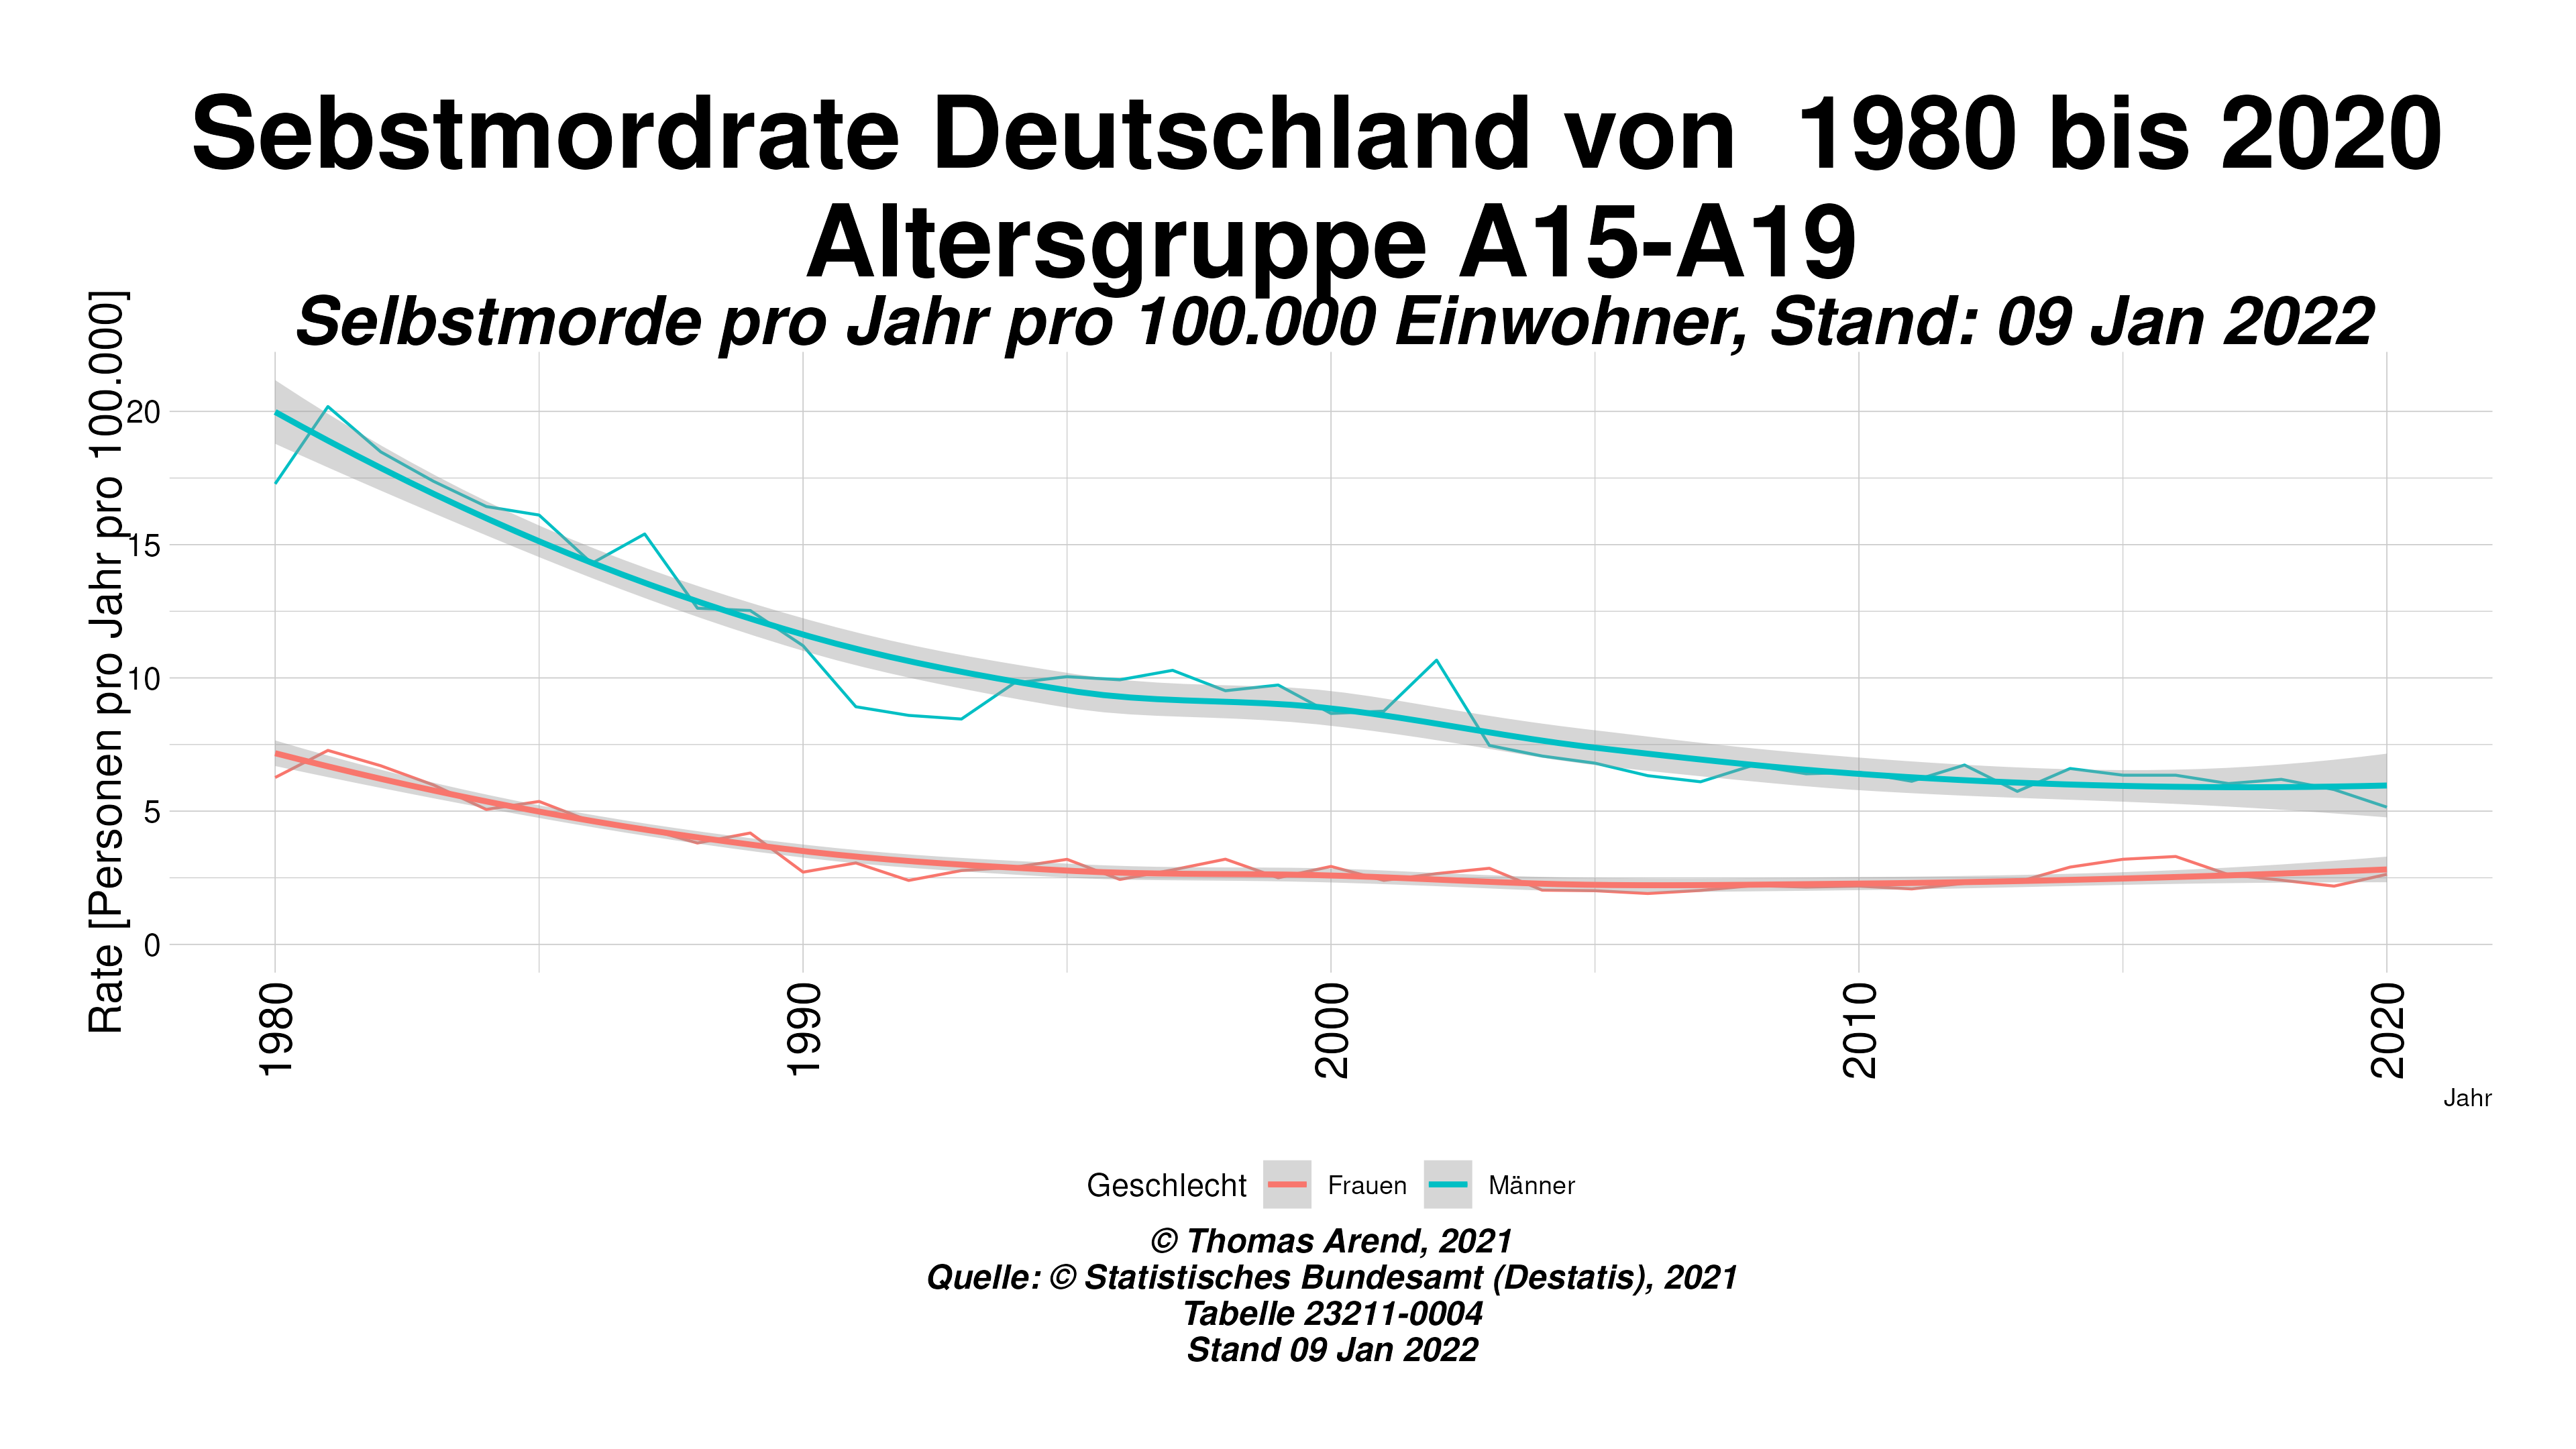 Sebstmordrate Deutschland von  1980 bis 2020
Altersgruppe A15-A19
Selbstmorde pro Jahr pro 100.000 Einwohner, Stand: 09 Jan 2022
Rate [Personen pro Jahr pro 100.000]
20
15
10
5
0
1980
1990
2000
2010
2020
Jahr
Geschlecht Frauen Männer
© Thomas Arend, 2021
Quelle: © Statistisches Bundesamt (Destatis), 2021
Tabelle 23211-0004
Stand 09 Jan 2022